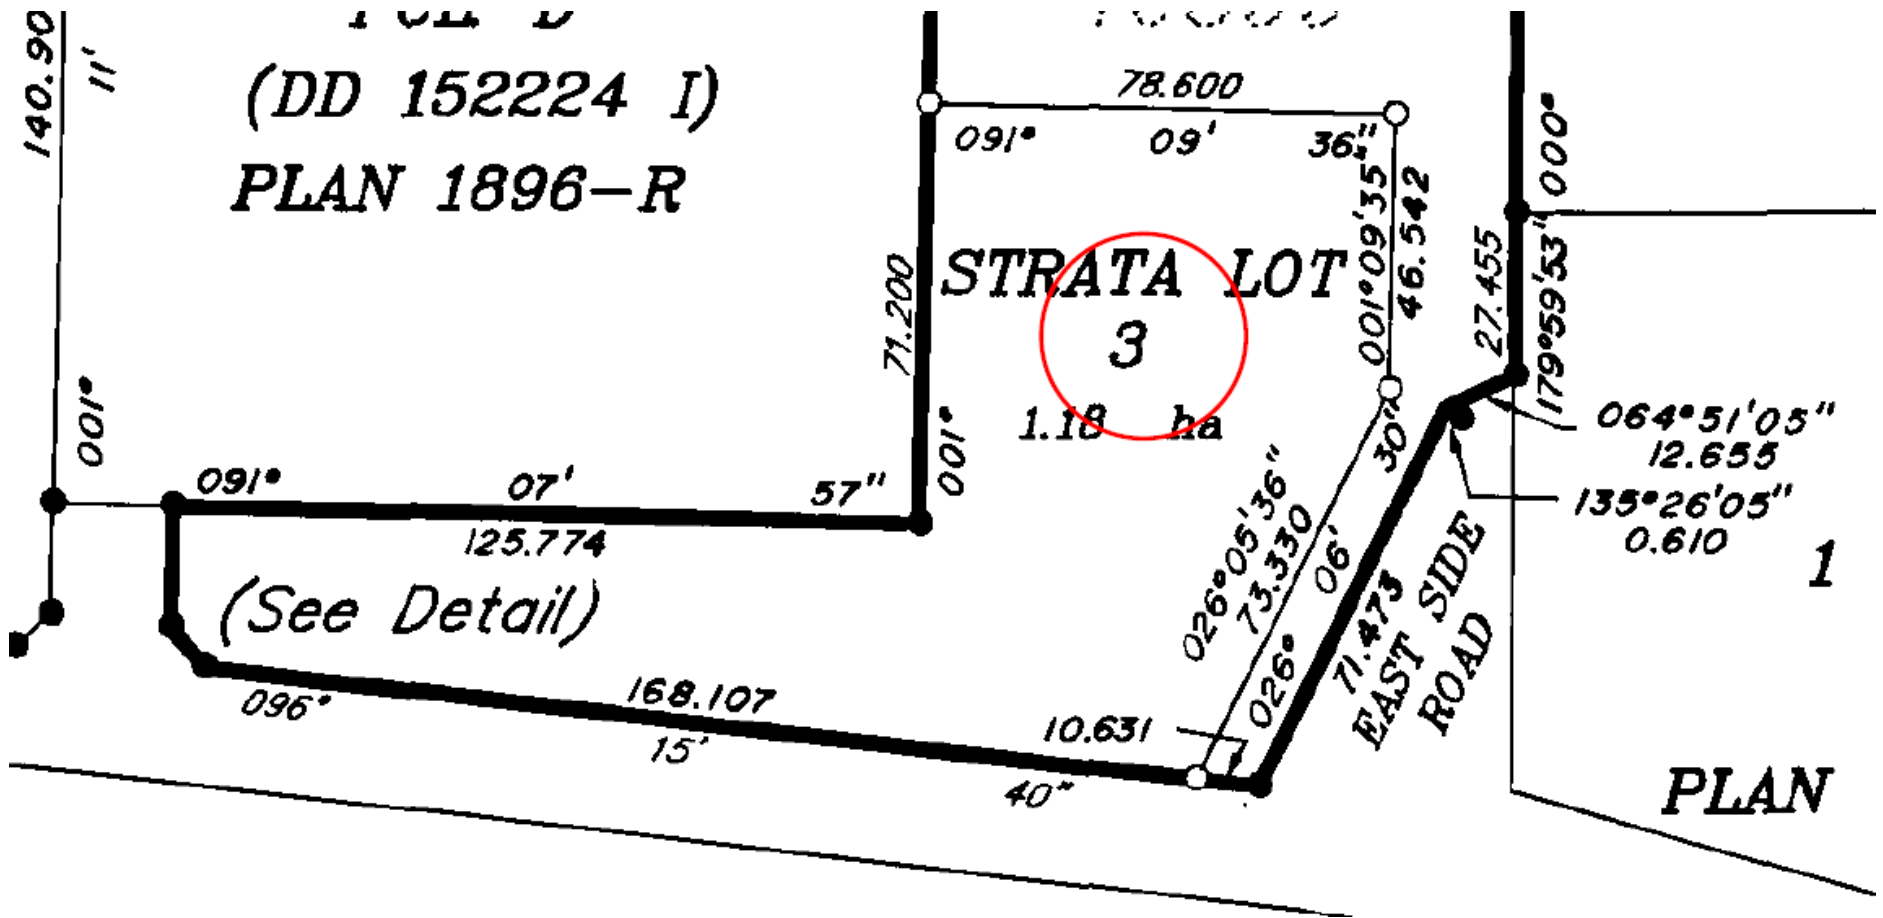 140.90
11'
(DD 152224 I)
PLAN 1896-R
78.600
091° 09' 36"
001°09'35"
46.542
000°
179°59'53"
27.455
STRATA LOT
3
1.18 ha
71.200
001°
001°
091° 07' 57"
125.774
(See Detail)
168.107
096° 15' 40"
10.631
026°05'36"
73.330
026° 06' 30"
71.473
EAST SIDE
ROAD
064°51'05"
12.655
135°26'05"
0.610
1
PLAN